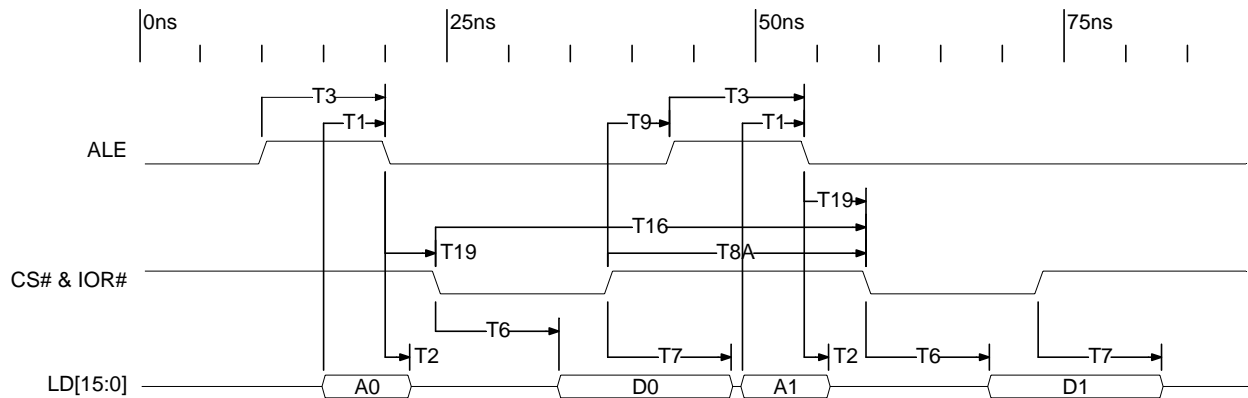 0ns 25ns 50ns 75ns
T3 T3
T1 T9 T1
ALE
T19
T16
T19 T8A
CS# & IOR#
T6
T2 T7 T2 T6 T7
LD[15:0] A0 D0 A1 D1